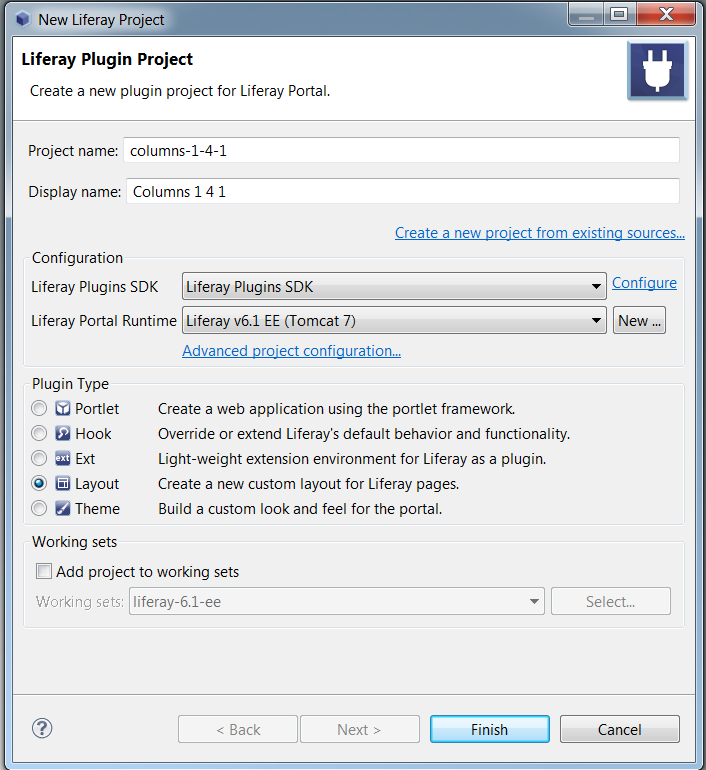 New Liferay Project
Liferay Plugin Project
Create a new plugin project for Liferay Portal.
Project name: columns-1-4-1
Display name: Columns 1 4 1
Create a new project from existing sources...
Configuration
Liferay Plugins SDK Liferay Plugins SDK Configure
Liferay Portal Runtime Liferay v6.1 EE (Tomcat 7) New ...
Advanced project configuration...
Plugin Type
Portlet Create a web application using the portlet framework.
Hook Override or extend Liferay's default behavior and functionality.
ext Ext Light-weight extension environment for Liferay as a plugin.
Layout Create a new custom layout for Liferay pages.
Theme Build a custom look and feel for the portal.
Working sets
Add project to working sets
Working sets: liferay-6.1-ee Select...
? < Back Next > Finish Cancel